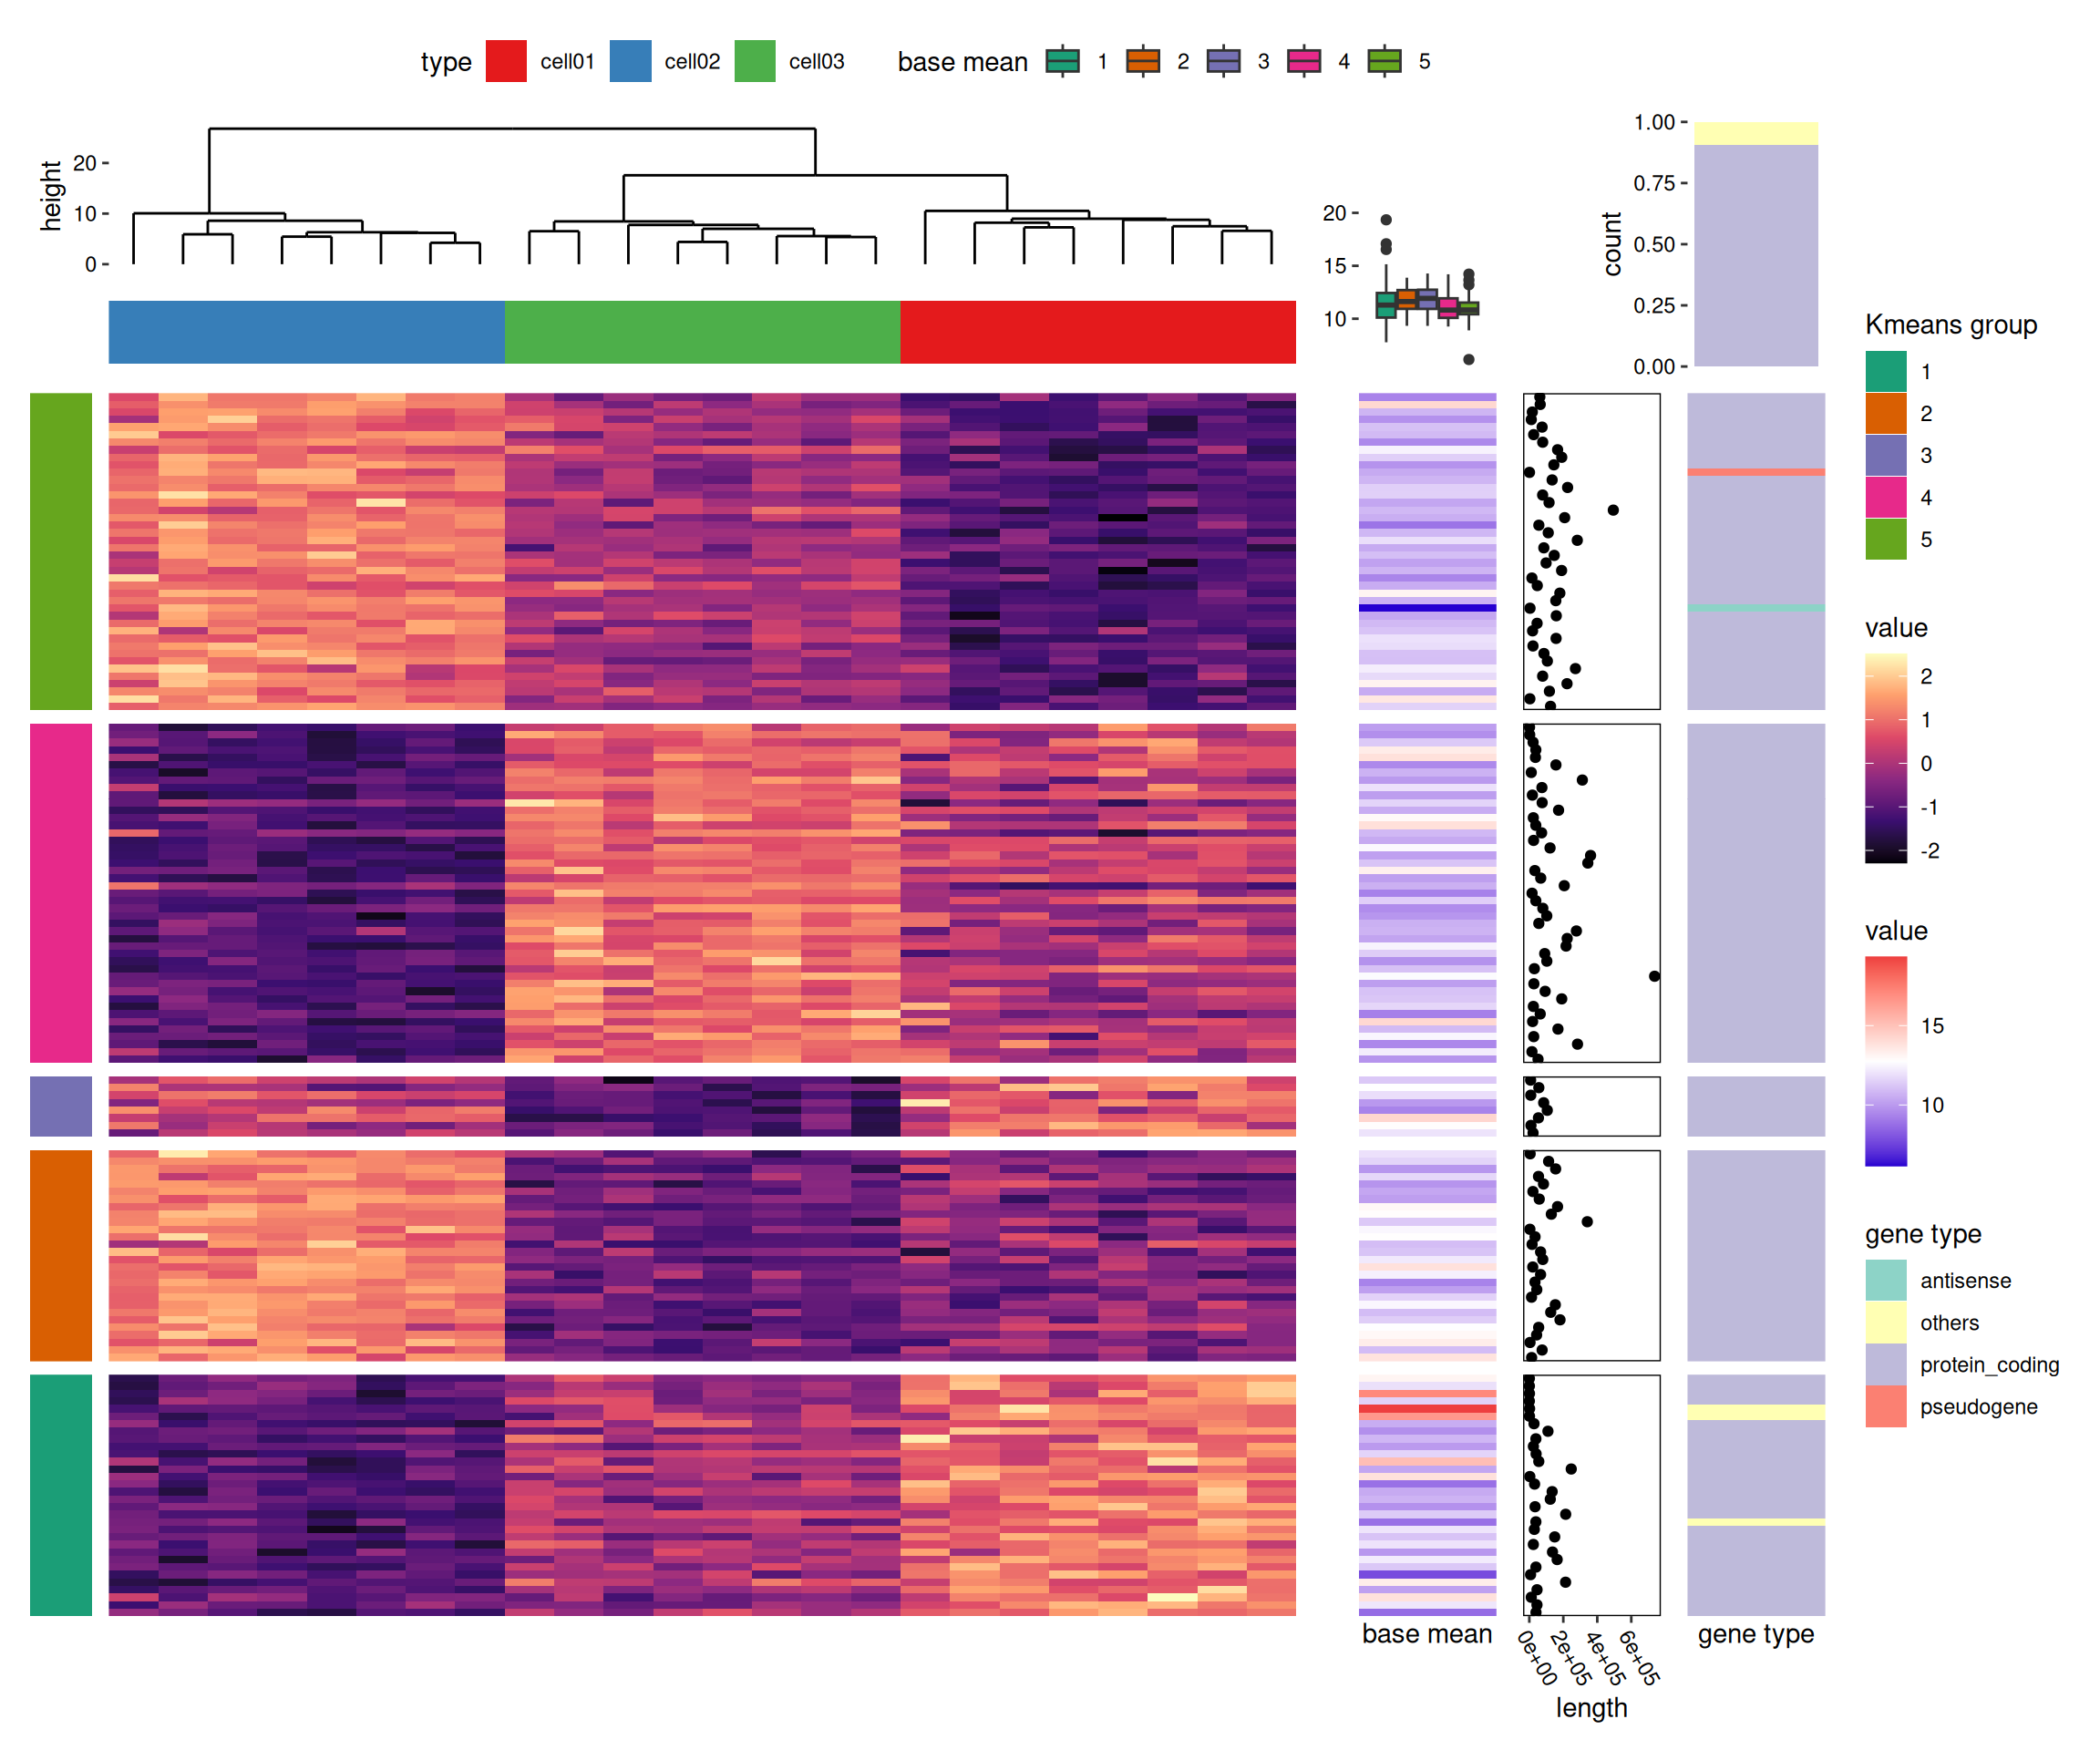 type cell01 cell02 cell03 base mean 1 2 3 4 5
height
20
10
0
20
15
10
count
1.00
0.75
0.50
0.25
0.00
Kmeans group
1
2
3
4
5
value
2
1
0
-1
-2
value
15
10
gene type
antisense
others
protein_coding
pseudogene
base mean
0e+00
2e+05
4e+05
6e+05
length
gene type